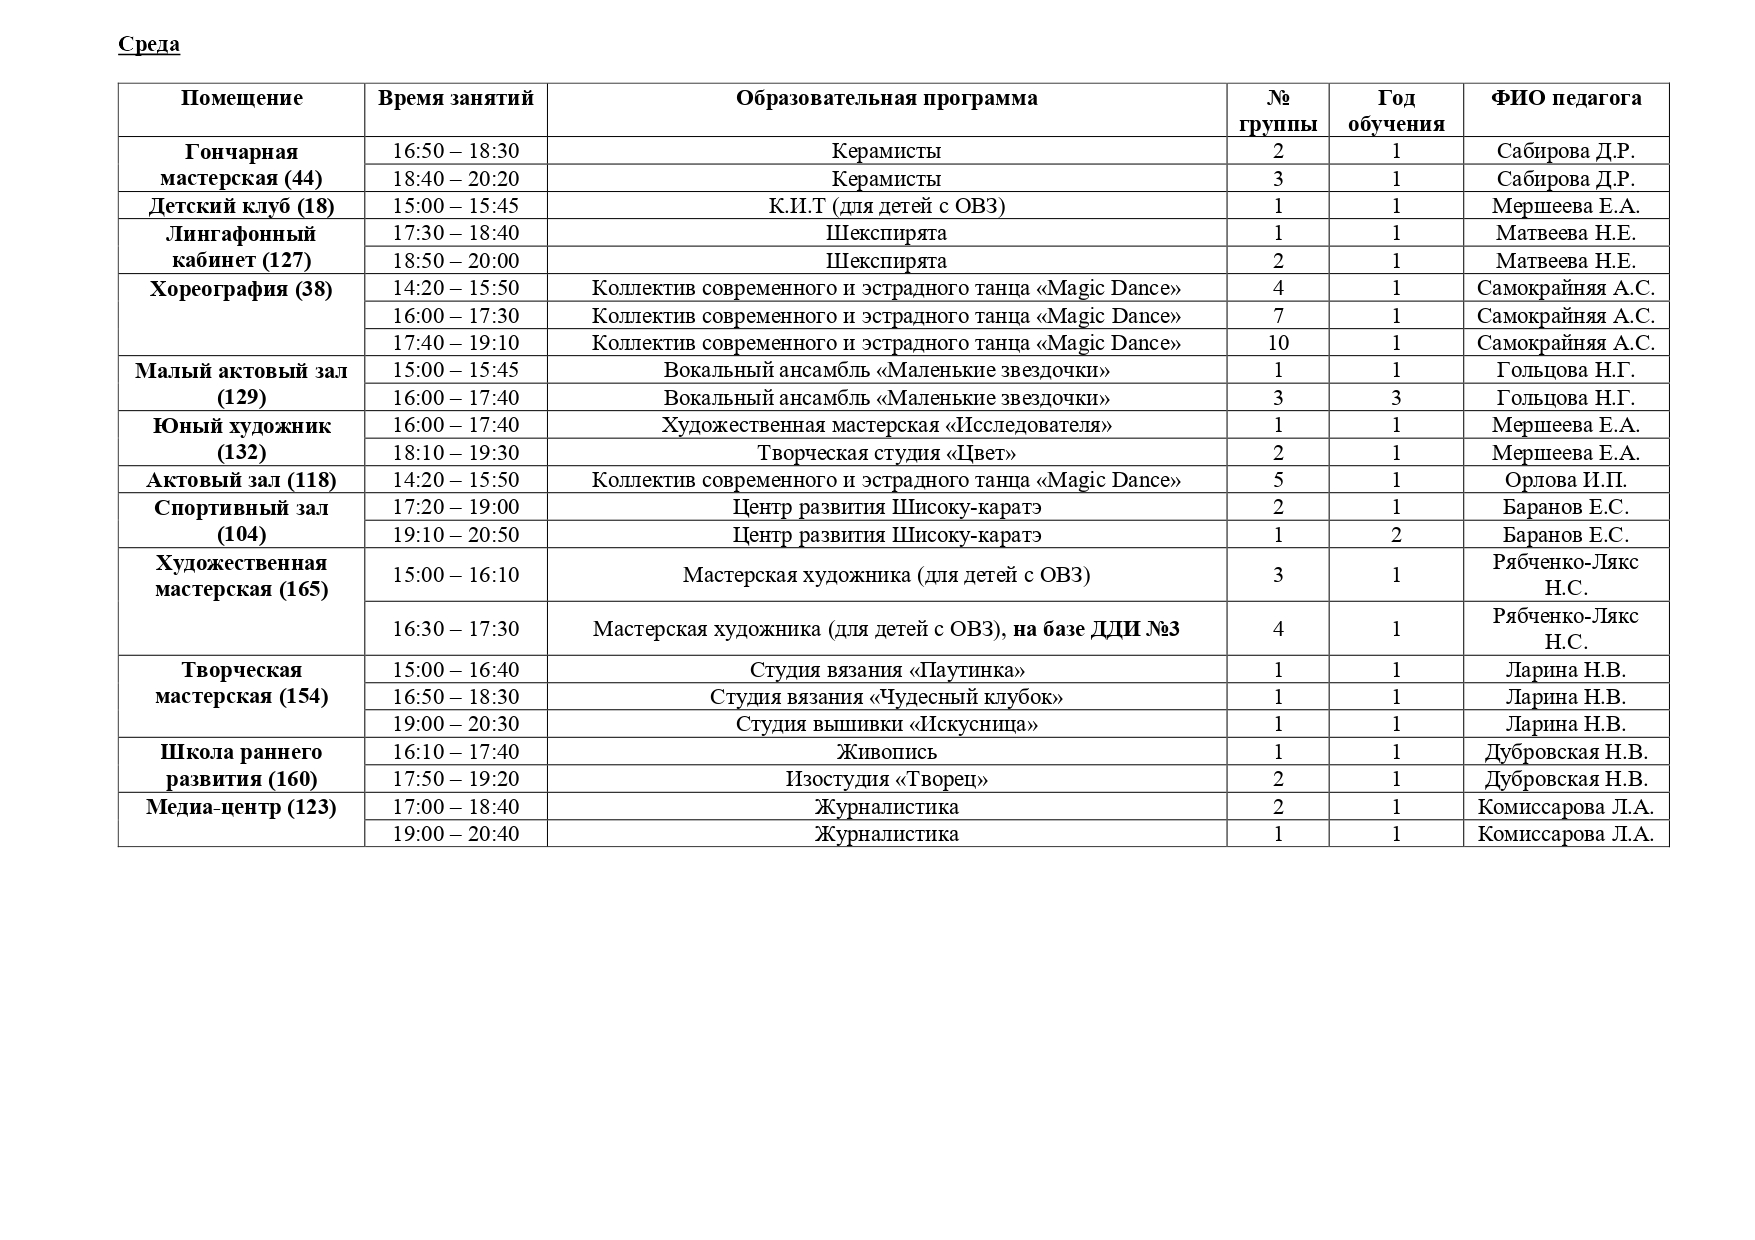 Среда
Помещение Время занятий Образовательная программа № группы Год обучения ФИО педагога
Гончарная мастерская (44) 16:50 – 18:30 Керамисты 2 1 Сабирова Д.Р.
18:40 – 20:20 Керамисты 3 1 Сабирова Д.Р.
Детский клуб (18) 15:00 – 15:45 К.И.Т (для детей с ОВЗ) 1 1 Мершеева Е.А.
Лингафонный кабинет (127) 17:30 – 18:40 Шекспирята 1 1 Матвеева Н.Е.
18:50 – 20:00 Шекспирята 2 1 Матвеева Н.Е.
Хореография (38) 14:20 – 15:50 Коллектив современного и эстрадного танца «Magic Dance» 4 1 Самокрайняя А.С.
16:00 – 17:30 Коллектив современного и эстрадного танца «Magic Dance» 7 1 Самокрайняя А.С.
17:40 – 19:10 Коллектив современного и эстрадного танца «Magic Dance» 10 1 Самокрайняя А.С.
Малый актовый зал (129) 15:00 – 15:45 Вокальный ансамбль «Маленькие звездочки» 1 1 Гольцова Н.Г.
16:00 – 17:40 Вокальный ансамбль «Маленькие звездочки» 3 3 Гольцова Н.Г.
Юный художник (132) 16:00 – 17:40 Художественная мастерская «Исследователя» 1 1 Мершеева Е.А.
18:10 – 19:30 Творческая студия «Цвет» 2 1 Мершеева Е.А.
Актовый зал (118) 14:20 – 15:50 Коллектив современного и эстрадного танца «Magic Dance» 5 1 Орлова И.П.
Спортивный зал (104) 17:20 – 19:00 Центр развития Шисоку-каратэ 2 1 Баранов Е.С.
19:10 – 20:50 Центр развития Шисоку-каратэ 1 2 Баранов Е.С.
Художественная мастерская (165) 15:00 – 16:10 Мастерская художника (для детей с ОВЗ) 3 1 Рябченко-Лякс Н.С.
16:30 – 17:30 Мастерская художника (для детей с ОВЗ), на базе ДДИ №3 4 1 Рябченко-Лякс Н.С.
Творческая мастерская (154) 15:00 – 16:40 Студия вязания «Паутинка» 1 1 Ларина Н.В.
16:50 – 18:30 Студия вязания «Чудесный клубок» 1 1 Ларина Н.В.
19:00 – 20:30 Студия вышивки «Искусница» 1 1 Ларина Н.В.
Школа раннего развития (160) 16:10 – 17:40 Живопись 1 1 Дубровская Н.В.
17:50 – 19:20 Изостудия «Творец» 2 1 Дубровская Н.В.
Медиа-центр (123) 17:00 – 18:40 Журналистика 2 1 Комиссарова Л.А.
19:00 – 20:40 Журналистика 1 1 Комиссарова Л.А.